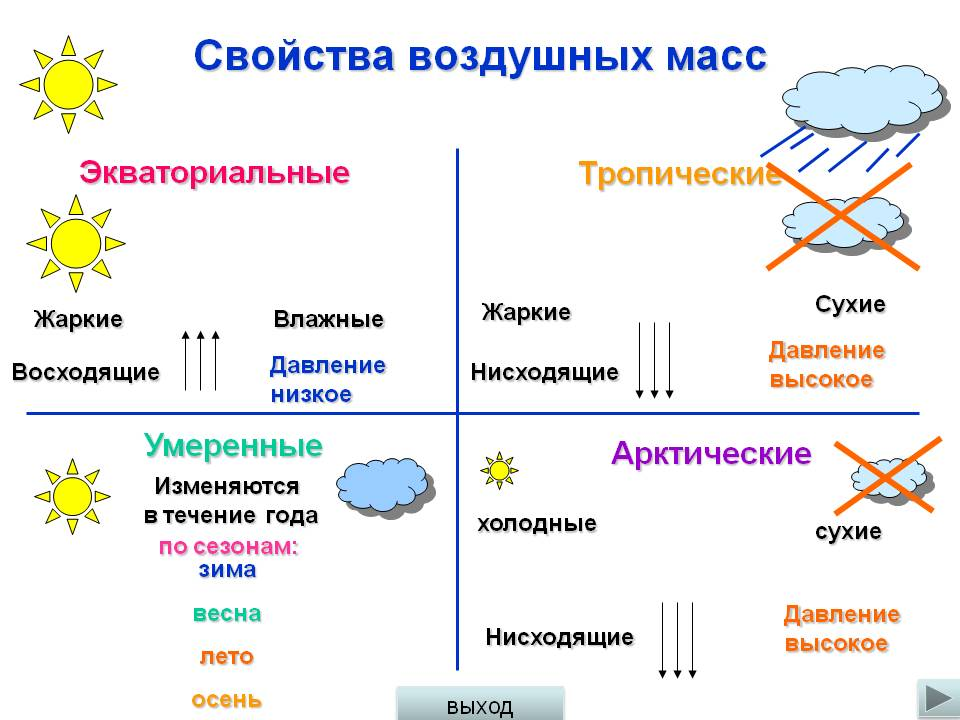 Свойства воздушных масс
Экваториальные
Жаркие
Влажные
Восходящие
Давление
низкое
Тропические
Жаркие
Сухие
Нисходящие
Давление
высокое
Умеренные
Изменяются
в течение года
по сезонам:
зима
весна
лето
осень
Арктические
холодные
сухие
Нисходящие
Давление
высокое
выход